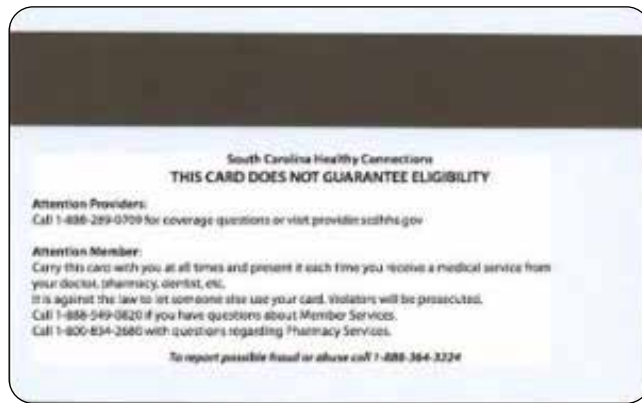 South Carolina Healthy Connections
THIS CARD DOES NOT GUARANTEE ELIGIBILITY
Attention Providers:
Call 1-888-289-0709 for coverage questions or visit provider.scdhhs.gov
Attention Member:
Carry this card with you at all times and present it each time you receive a medical service from
your doctor, pharmacy, dentist, etc.
It is against the law to let someone else use your card. Violators will be prosecuted.
Call 1-888-549-0820 if you have questions about Member Services.
Call 1-800-834-2680 with questions regarding Pharmacy Services.
To report possible fraud or abuse call 1-888-364-3224